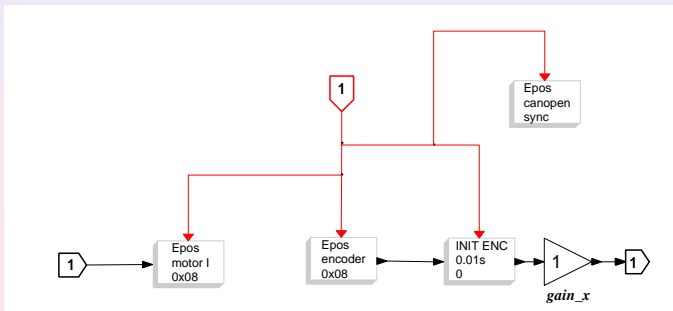 Epos
canopen
sync
1
1
Epos
motor I
0x08
Epos
encoder
0x08
INIT ENC
0.01s
0
1
1
gain_x